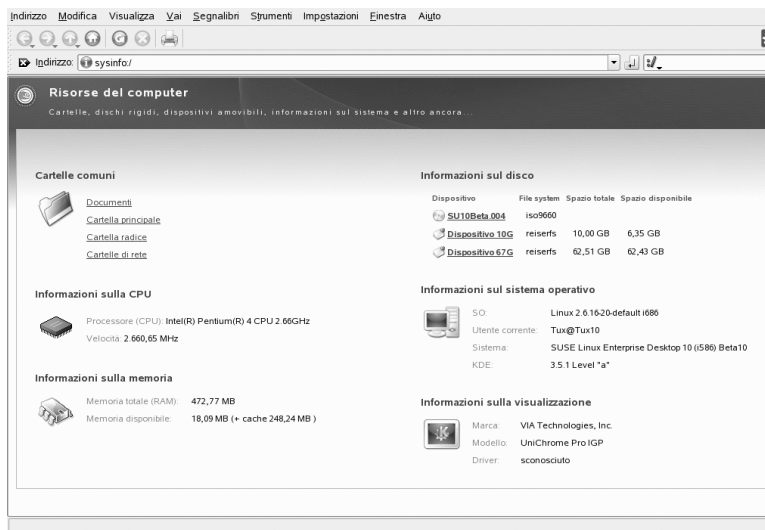 Indirizzo Modifica Visualizza Vai Segnalibri Strumenti Impostazioni Finestra Aiuto
Indirizzo: sysinfo:/
Risorse del computer
Cartelle, dischi rigidi, dispositivi amovibili, informazioni sul sistema e altro ancora...
Cartelle comuni
Documenti
Cartella principale
Cartella radice
Cartelle di rete
Informazioni sulla CPU
Processore (CPU): Intel(R) Pentium(R) 4 CPU 2.66GHz
Velocità: 2.660,65 MHz
Informazioni sulla memoria
Memoria totale (RAM): 472,77 MB
Memoria disponibile: 18,09 MB (+ cache 248,24 MB )
Informazioni sul disco
Dispositivo File system Spazio totale Spazio disponibile
SU10Beta.004 iso9660
Dispositivo 10G reiserfs 10,00 GB 6,35 GB
Dispositivo 67G reiserfs 62,51 GB 62,43 GB
Informazioni sul sistema operativo
SO: Linux 2.6.16-20-default i686
Utente corrente: Tux@Tux10
Sistema: SUSE Linux Enterprise Desktop 10 (i586) Beta10
KDE: 3.5.1 Level "a"
Informazioni sulla visualizzazione
Marca: VIA Technologies, Inc.
Modello: UniChrome Pro IGP
Driver: sconosciuto